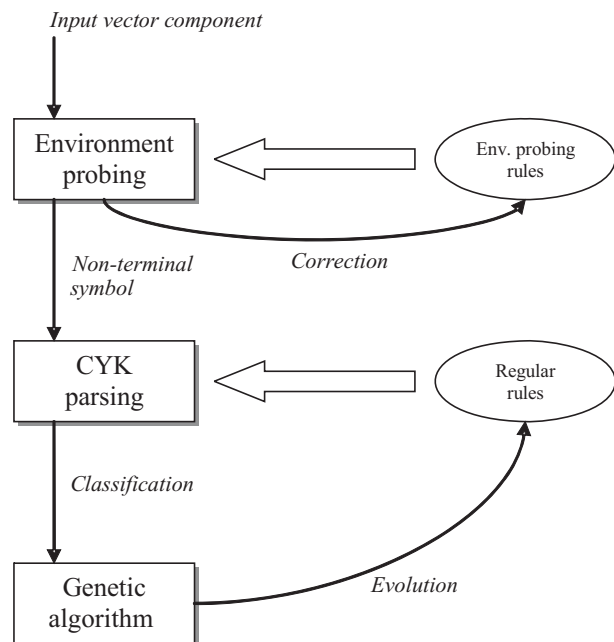 Input vector component
Environment
probing
Env. probing
rules
Correction
Non-terminal
symbol
CYK
parsing
Regular
rules
Classification
Evolution
Genetic
algorithm